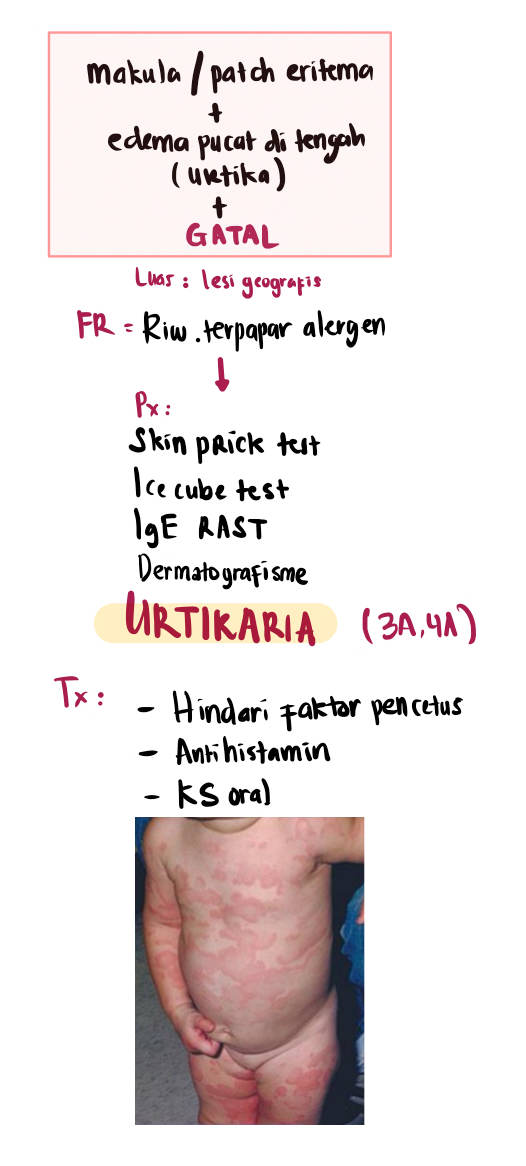 makula / patch eritema
+
edema pucat di tengah
(urtika)
+
GATAL
Luas : lesi geografis
FR = Riw. terpapar alergen
↓
Px :
Skin prick test
Ice cube test
IgE RAST
Dermatografisme
URTIKARIA (3A, 4A)
Tx :
- Hindari faktor pencetus
- Antihistamin
- KS oral